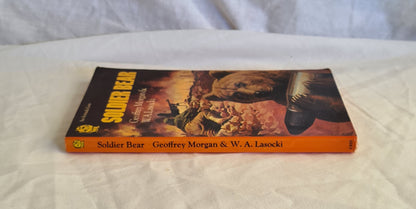 SOLDIER BEAR
Geoffrey Morgan &
W.A. Lasocki
Soldier Bear Geoffrey Morgan & W. A. Lasocki